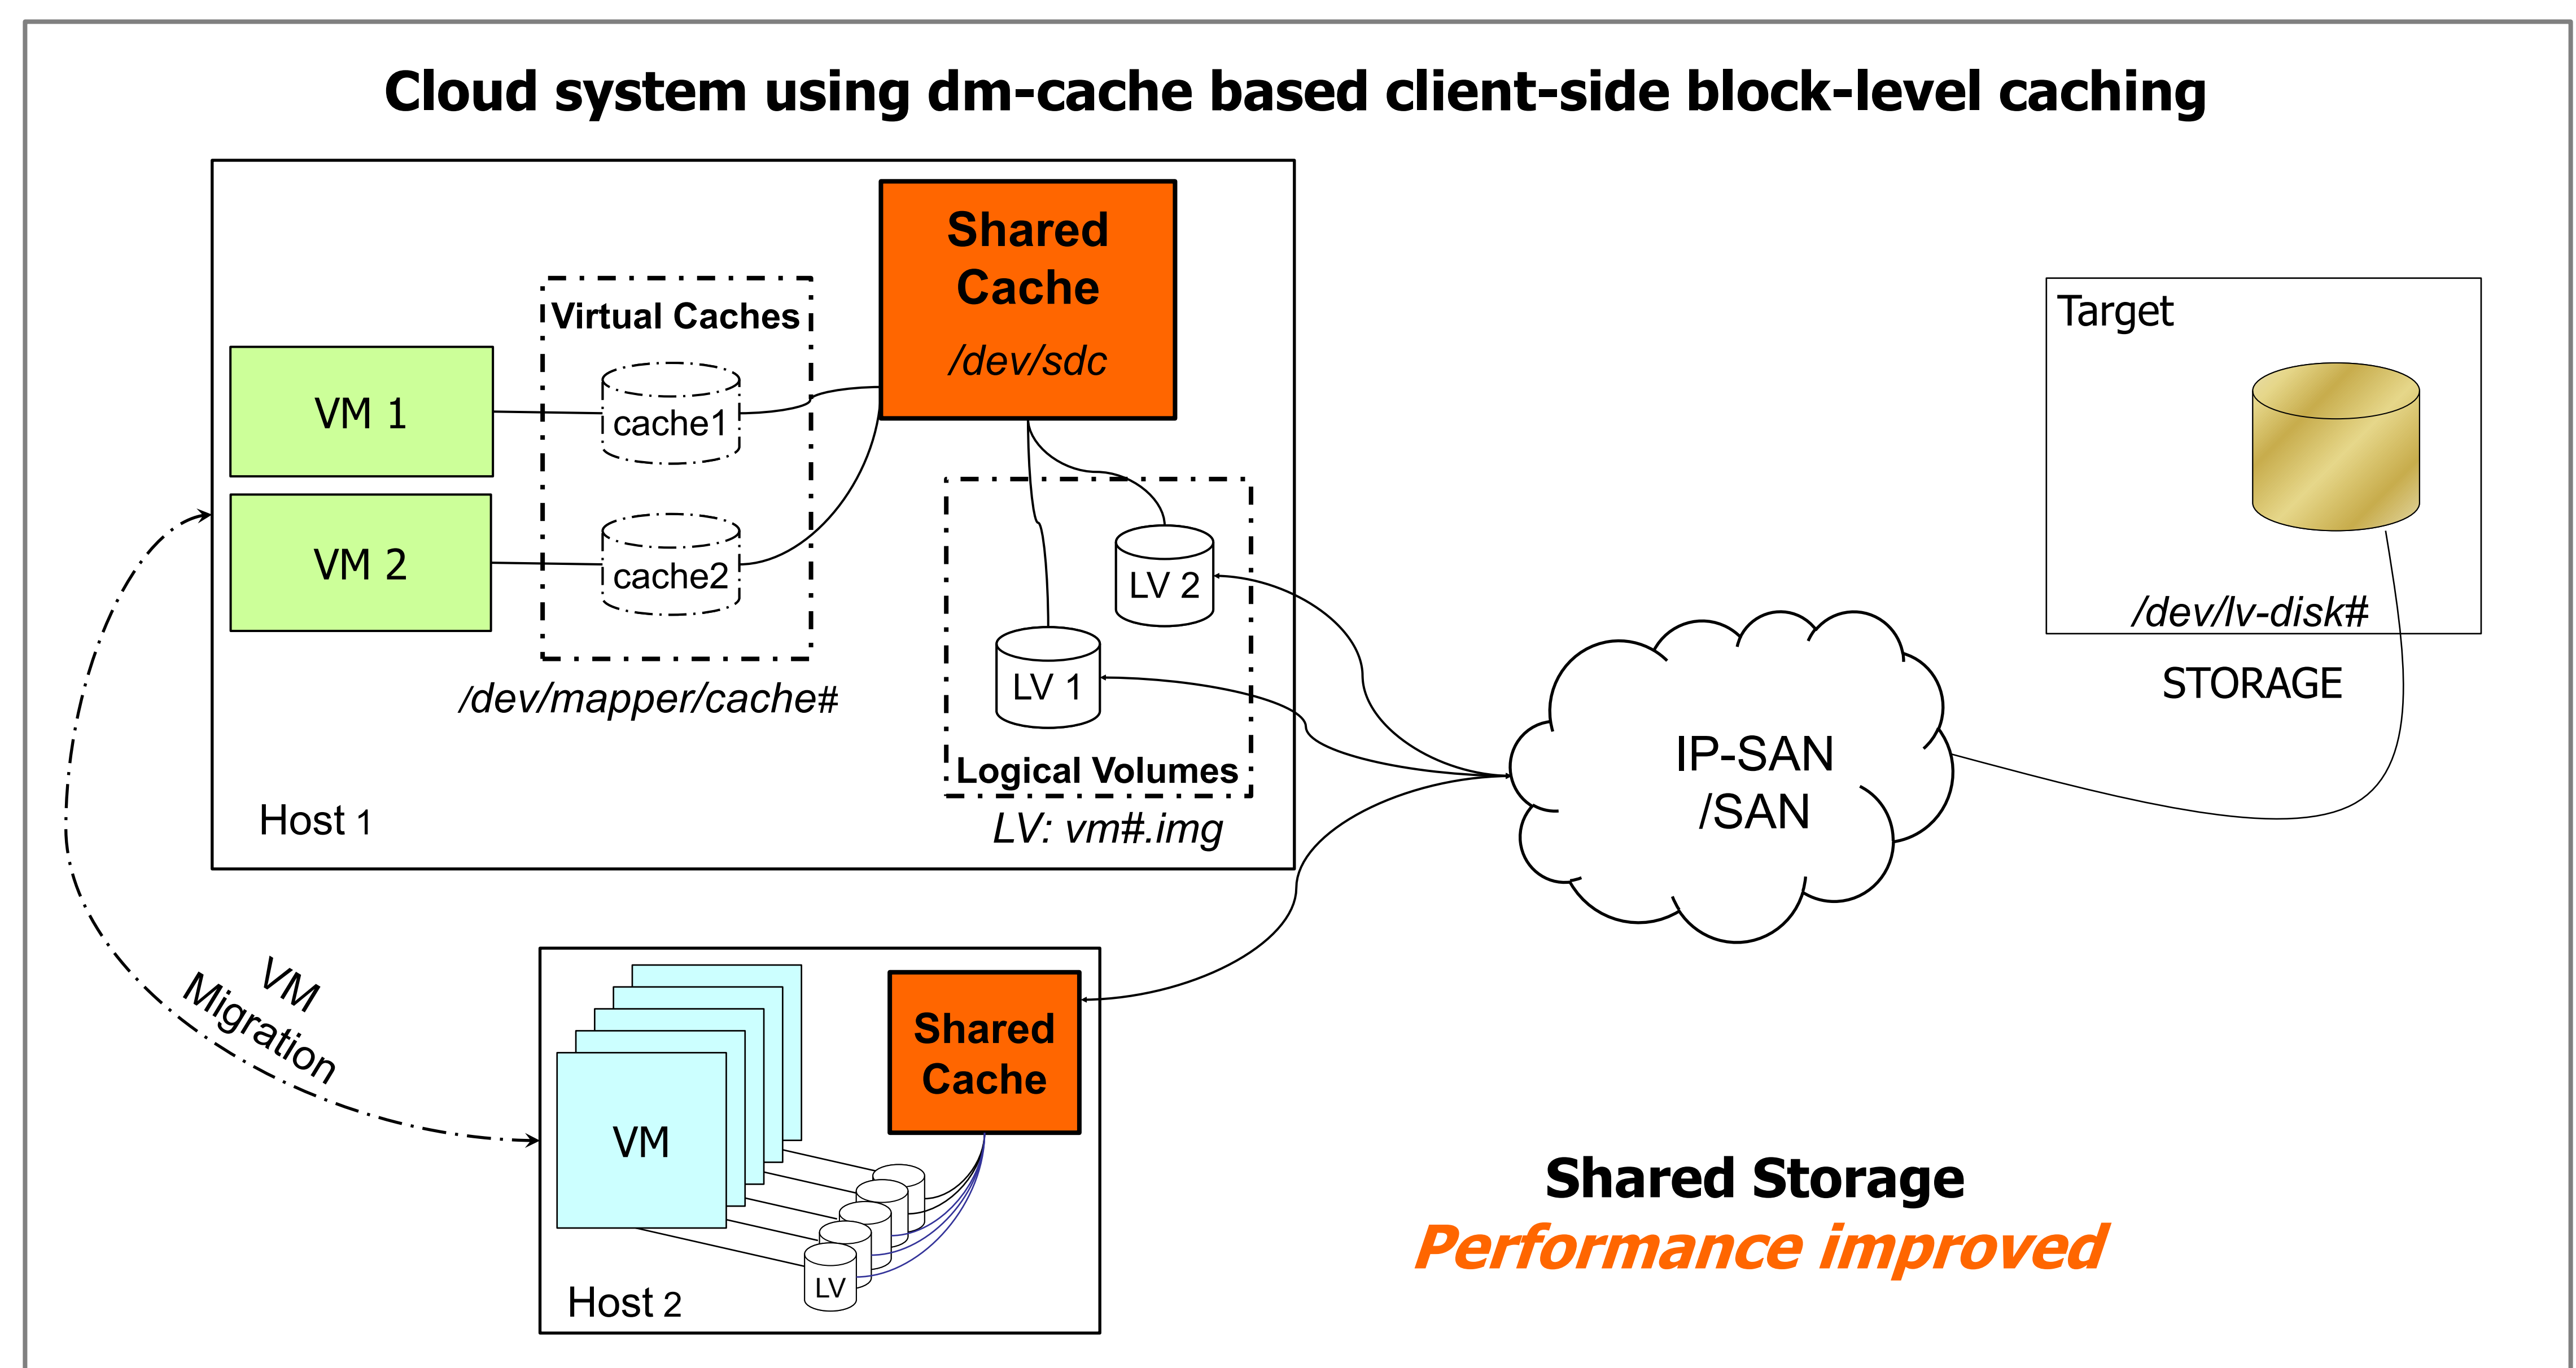 Cloud system using dm-cache based client-side block-level caching
Shared
Cache
/dev/sdc
Virtual Caches
cache1
cache2
/dev/mapper/cache#
VM 1
VM 2
LV 2
LV 1
Logical Volumes
LV: vm#.img
Host 1
Target
/dev/lv-disk#
STORAGE
IP-SAN
/SAN
VM
Migration
VM
Shared
Cache
LV
Host 2
Shared Storage
Performance improved